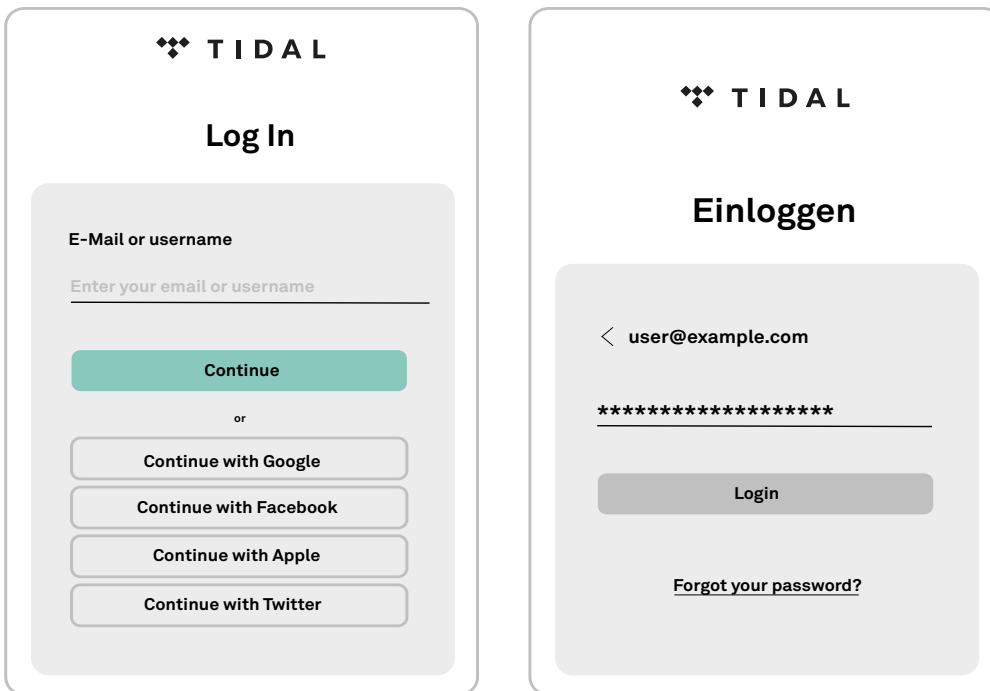 TIDAL
Log In
E-Mail or username
Enter your email or username
Continue
or
Continue with Google
Continue with Facebook
Continue with Apple
Continue with Twitter
TIDAL
Einloggen
user@example.com
*******************
Login
Forgot your password?